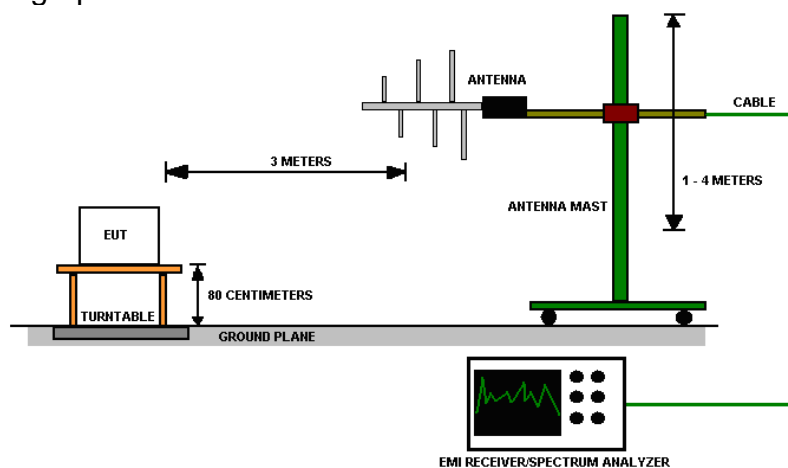 ANTENNA
CABLE
3 METERS
1 - 4 METERS
ANTENNA MAST
EUT
80 CENTIMETERS
TURNTABLE
GROUND PLANE
EMI RECEIVER/SPECTRUM ANALYZER